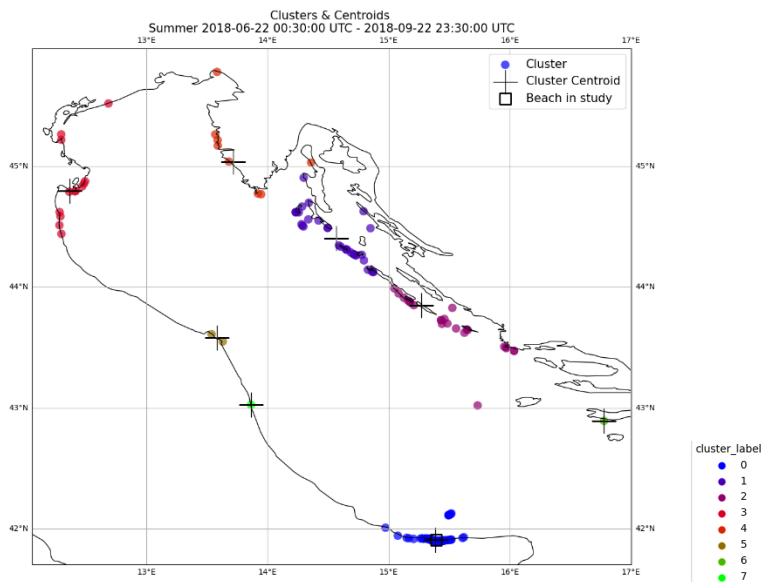 Clusters & Centroids
Summer 2018-06-22 00:30:00 UTC - 2018-09-22 23:30:00 UTC
13°E 14°E 15°E 16°E 17°E
Cluster
Cluster Centroid
Beach in study
45°N 45°N
44°N 44°N
43°N 43°N
42°N 42°N
13°E 14°E 15°E 16°E 17°E
cluster_label
0
1
2
3
4
5
6
7